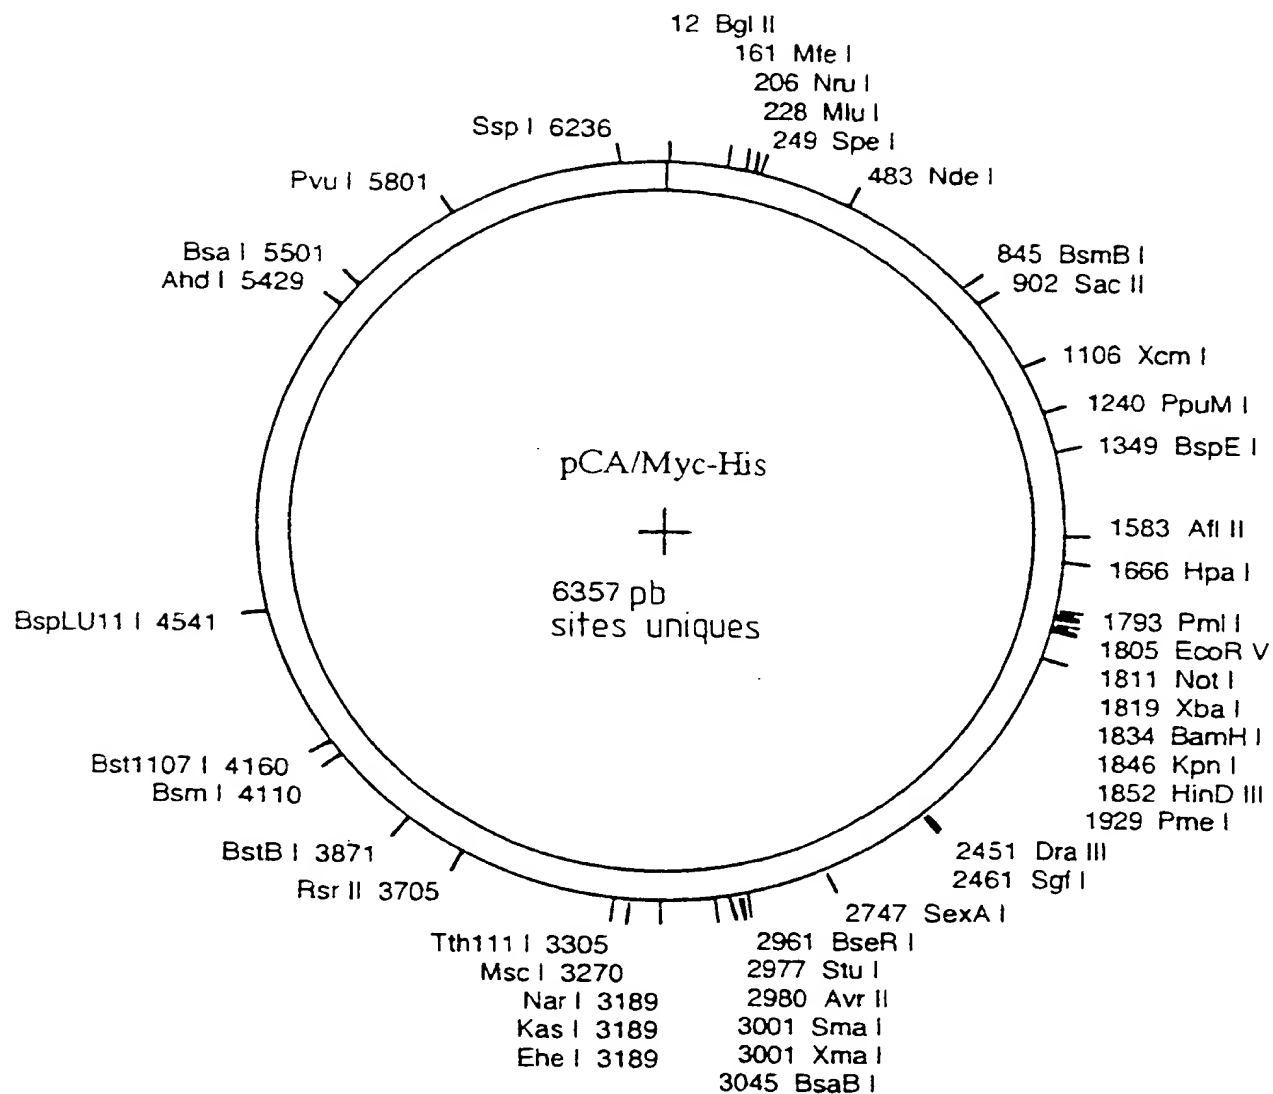 12 Bgl II
161 Mfe I
206 Nru I
228 Mlu I
249 Spe I
483 Nde I
845 BsmB I
902 Sac II
1106 Xcm I
1240 PpuM I
1349 BspE I
1583 Afl II
1666 Hpa I
1793 Pml I
1805 EcoR V
1811 Not I
1819 Xba I
1834 BamH I
1846 Kpn I
1852 HinD III
1929 Pme I
2451 Dra III
2461 Sgf I
2747 SexA I
2961 BseR I
2977 Stu I
2980 Avr II
3001 Sma I
3001 Xma I
3045 BsaB I
Ehe I 3189
Kas I 3189
Nar I 3189
Msc I 3270
Tth111 I 3305
Rsr II 3705
BstB I 3871
Bsm I 4110
Bst1107 I 4160
BspLU11 I 4541
Ahd I 5429
Bsa I 5501
Pvu I 5801
Ssp I 6236
pCA/Myc-His
6357 pb
sites uniques